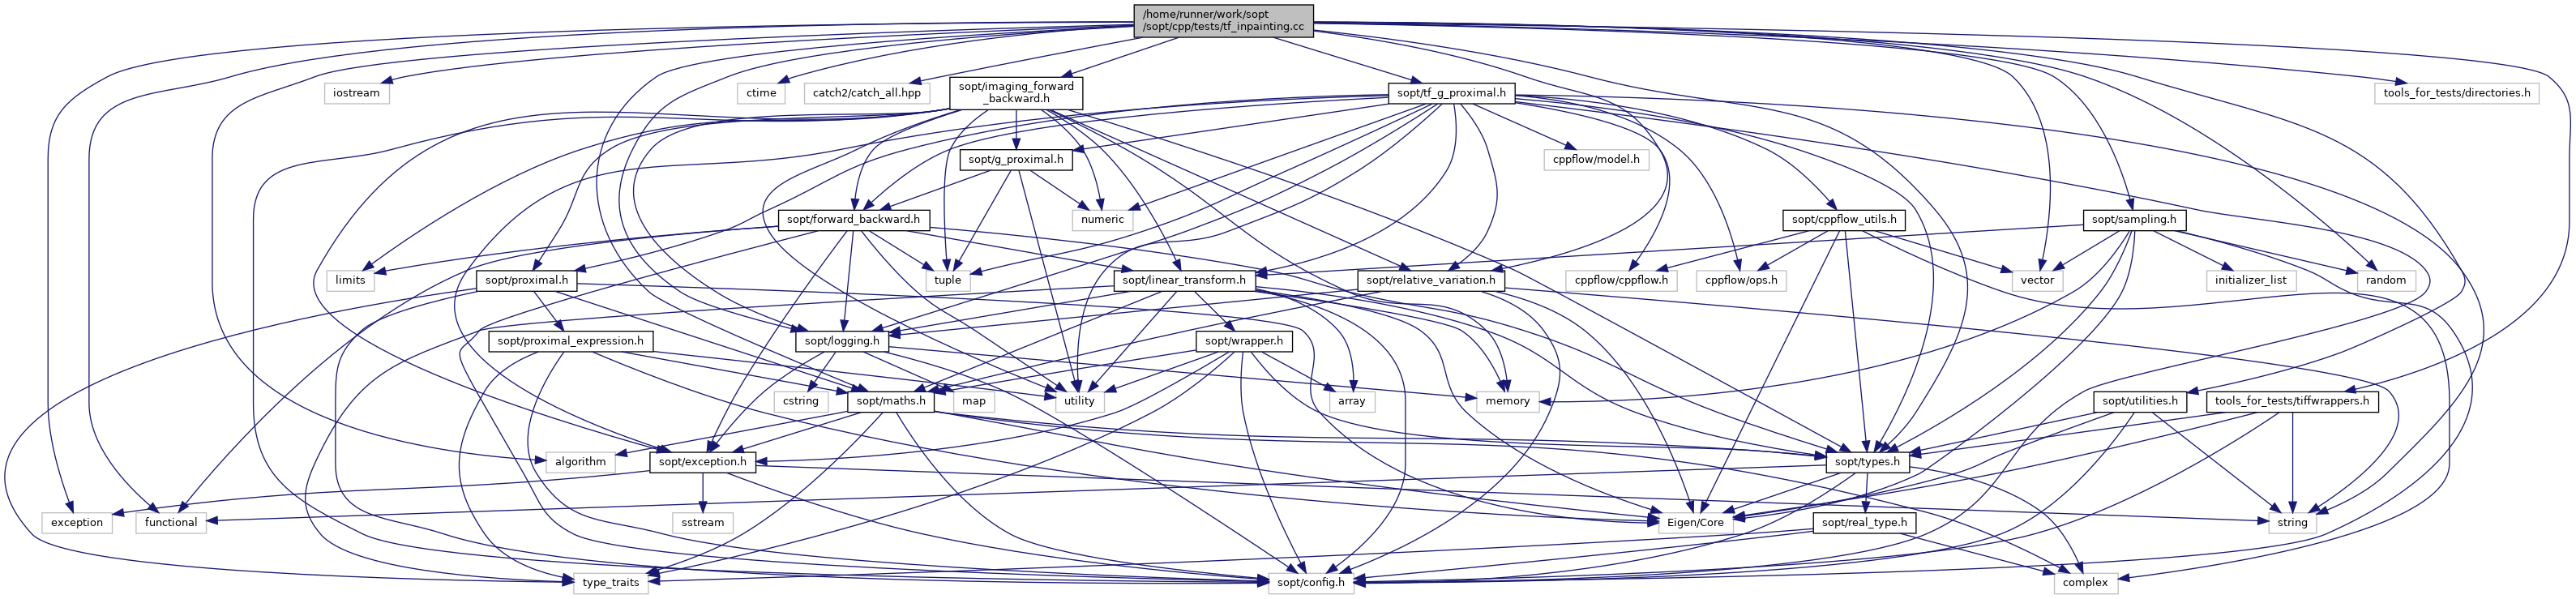 /home/runner/work/sopt
/sopt/cpp/tests/tf_inpainting.cc
iostream
ctime
catch2/catch_all.hpp
sopt/imaging_forward
_backward.h
sopt/tf_g_proximal.h
tools_for_tests/directories.h
sopt/g_proximal.h
cppflow/model.h
sopt/forward_backward.h
numeric
sopt/cppflow_utils.h
sopt/sampling.h
limits
sopt/proximal.h
tuple
sopt/linear_transform.h
sopt/relative_variation.h
cppflow/cppflow.h
cppflow/ops.h
vector
initializer_list
random
sopt/proximal_expression.h
sopt/logging.h
sopt/wrapper.h
cstring
sopt/maths.h
map
utility
array
memory
sopt/utilities.h
tools_for_tests/tiffwrappers.h
algorithm
sopt/exception.h
sopt/types.h
exception
functional
sstream
Eigen/Core
sopt/real_type.h
string
type_traits
sopt/config.h
complex